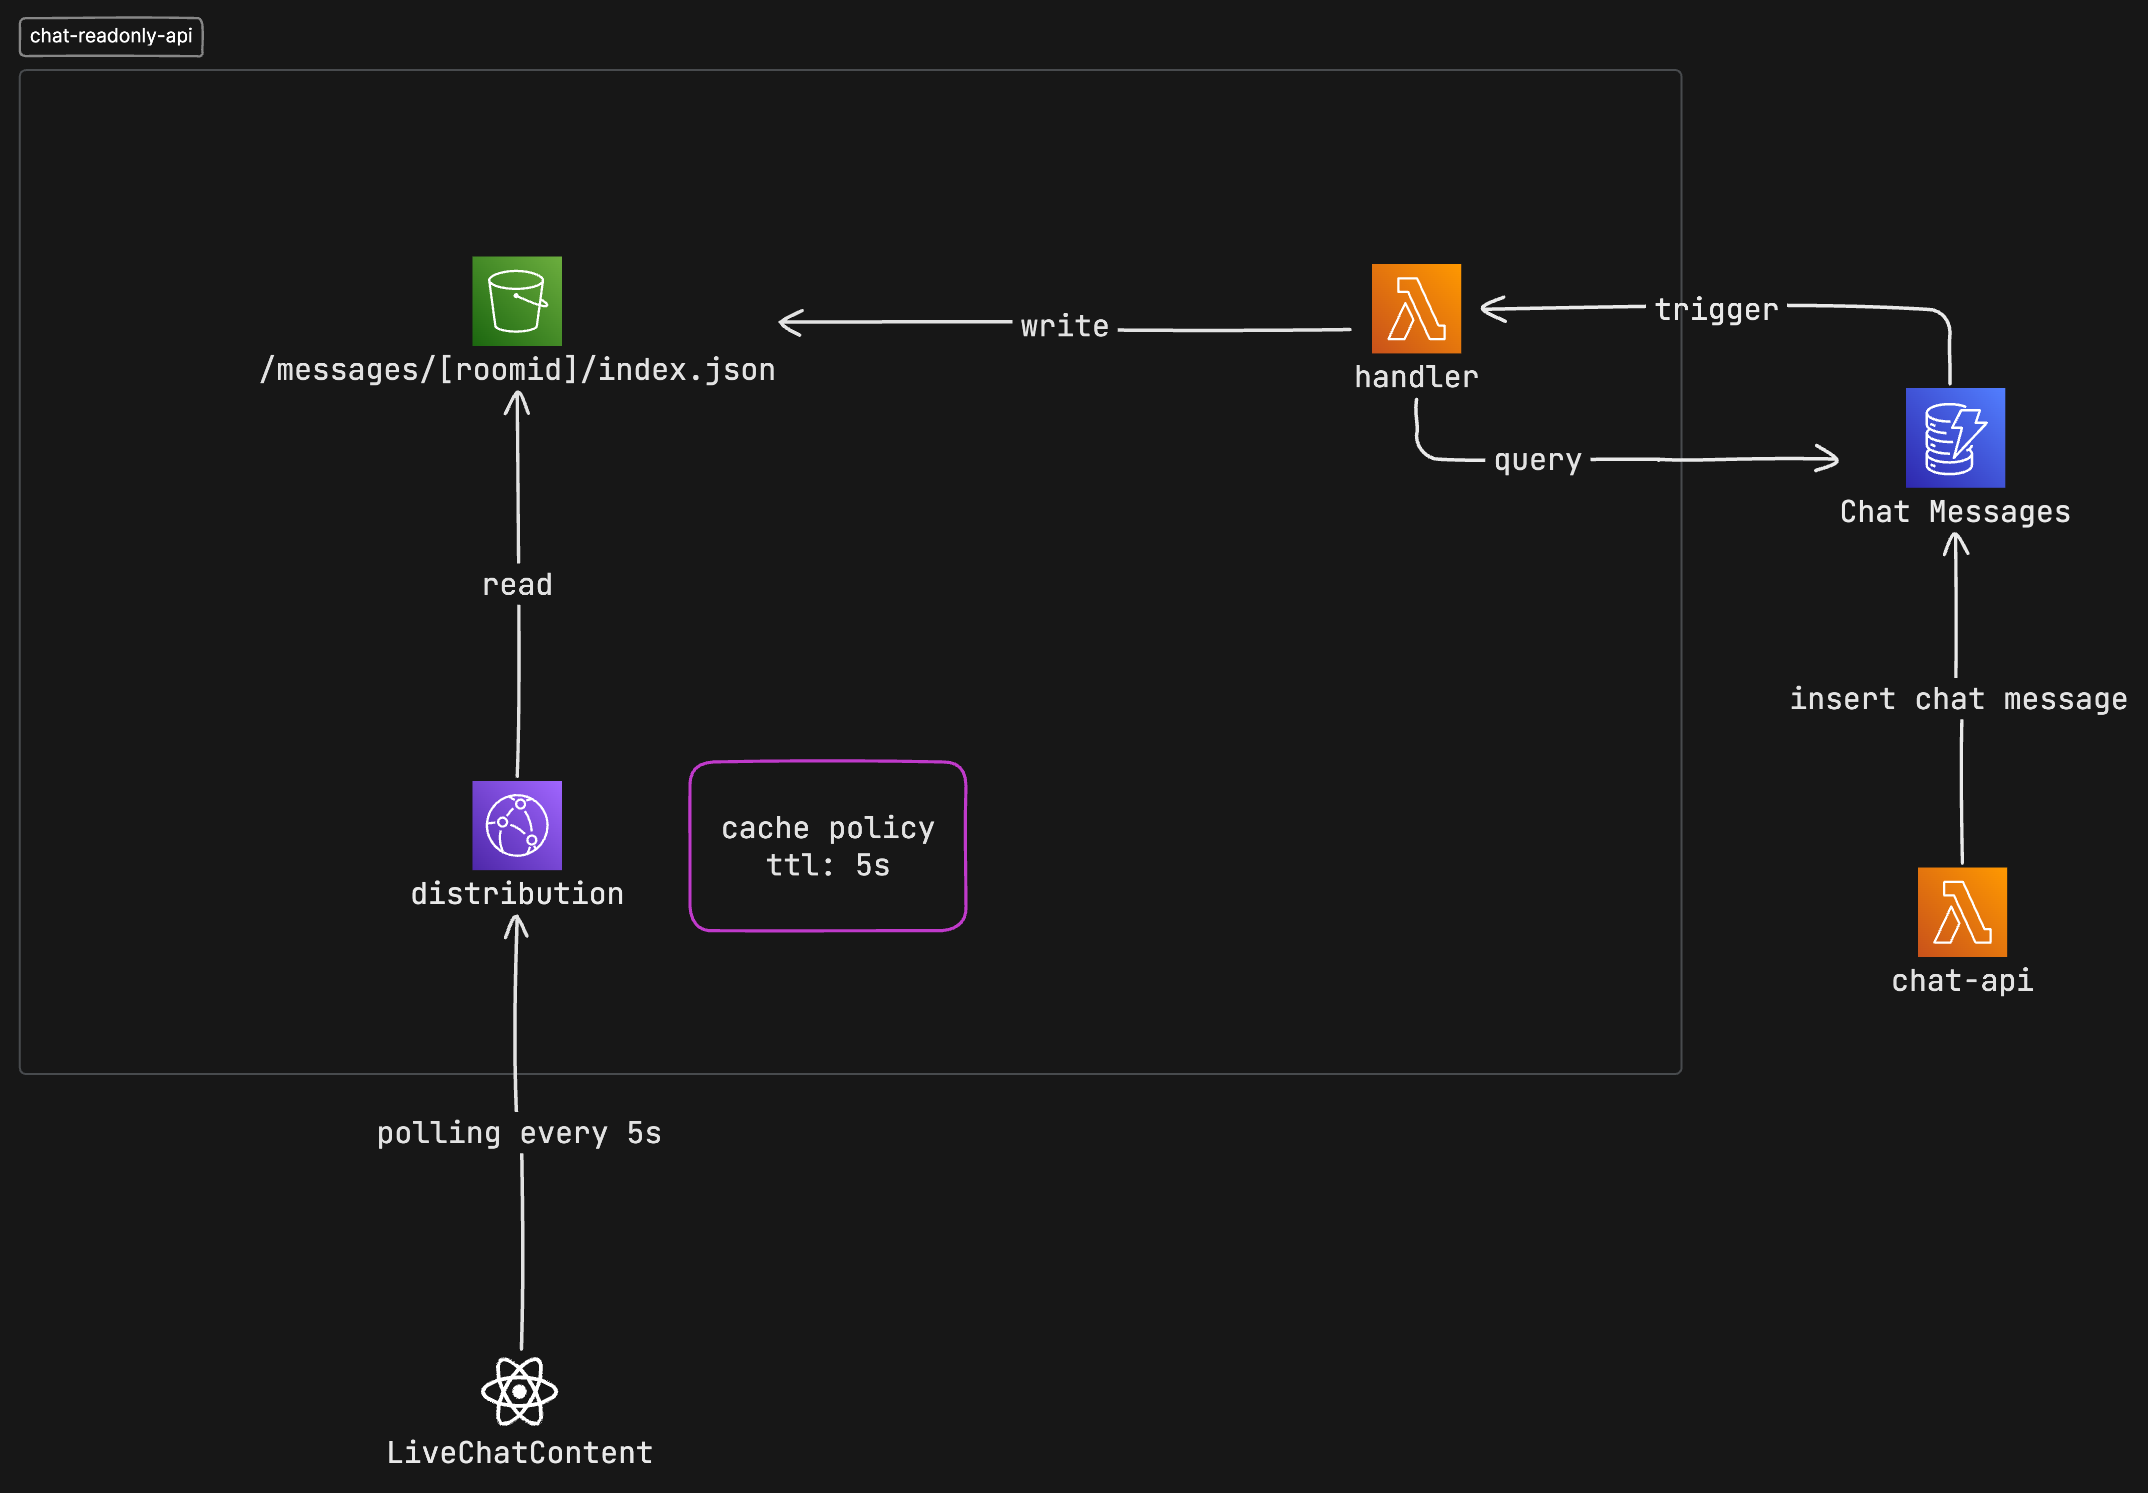 chat-readonly-api
trigger
write
/messages/[roomid]/index.json
handler
query
Chat Messages
read
insert chat message
cache policy
ttl: 5s
distribution
chat-api
polling every 5s
LiveChatContent